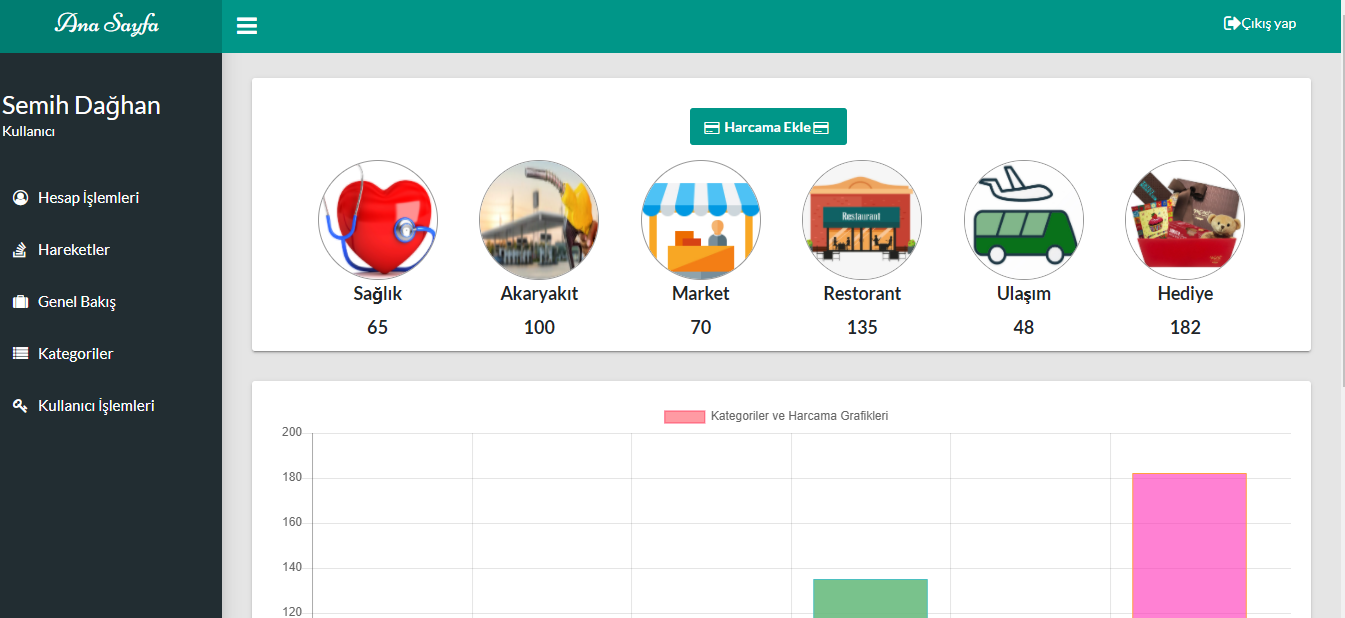 Ana Sayfa
Çıkış yap
Semih Dağhan
Kullanıcı
Hesap İşlemleri
Hareketler
Genel Bakış
Kategoriler
Kullanıcı İşlemleri
Harcama Ekle
Restaurant
Sağlık
Akaryakıt
Market
Restorant
Ulaşım
Hediye
65
100
70
135
48
182
Kategoriler ve Harcama Grafikleri
200
180
160
140
120